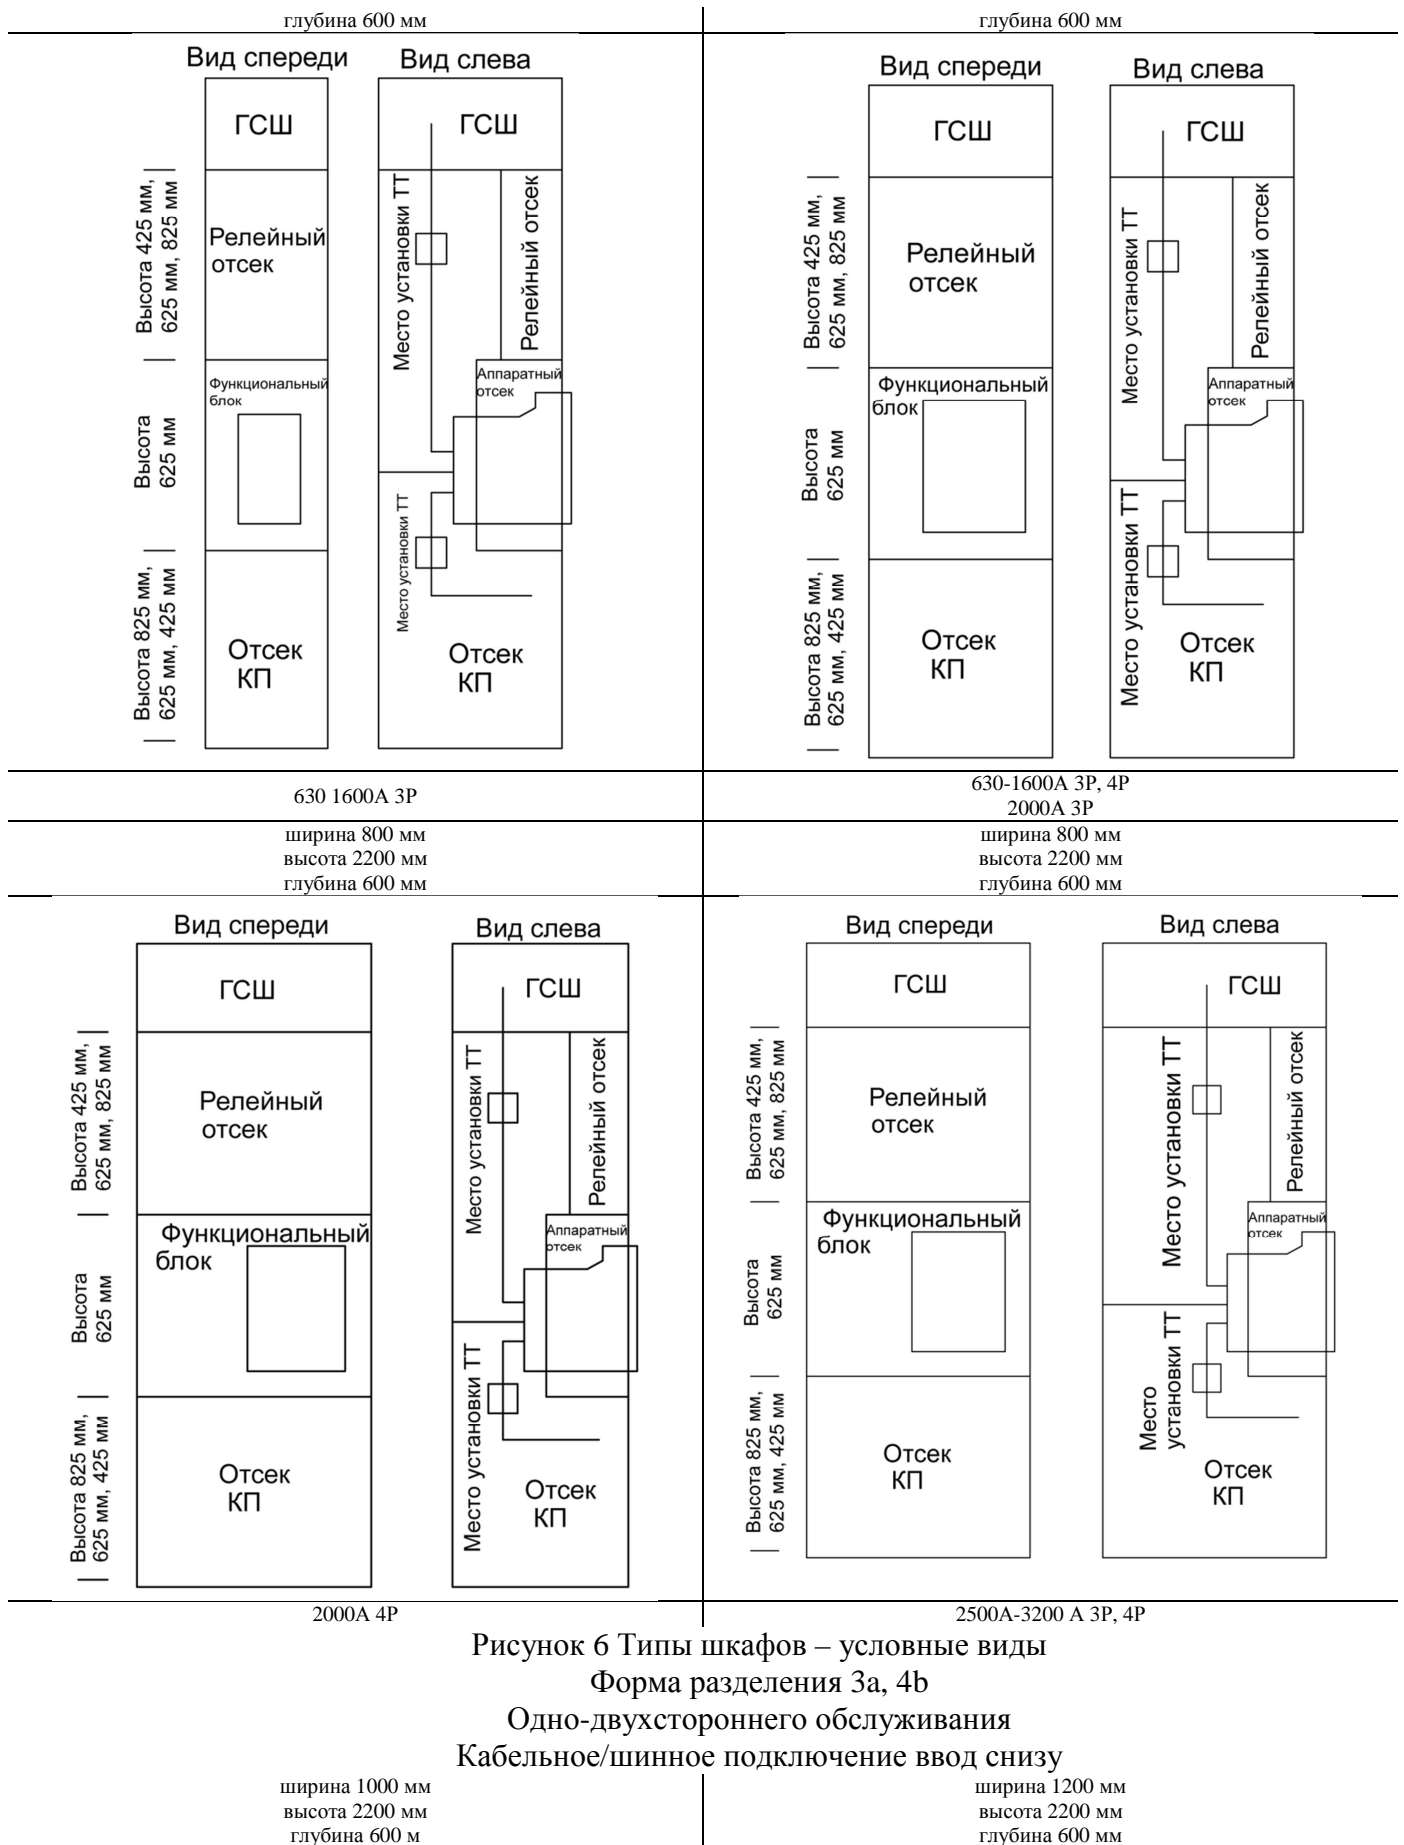 глубина 600 мм
глубина 600 мм
Вид спереди
Вид слева
ГСШ
ГСШ
Высота 425 мм,
625 мм, 825 мм
Релейный
отсек
Место установки ТТ
Релейный отсек
Высота
625 мм
Функциональный
блок
Аппаратный
отсек
Место установки ТТ
Высота 825 мм,
625 мм, 425 мм
Отсек
КП
Отсек
КП
Вид спереди
Вид слева
ГСШ
ГСШ
Высота 425 мм,
625 мм, 825 мм
Релейный
отсек
Место установки ТТ
Релейный отсек
Высота
625 мм
Функциональный
блок
Аппаратный
отсек
Место установки ТТ
Высота 825 мм,
625 мм, 425 мм
Отсек
КП
Отсек
КП
630 1600А 3P
630-1600А 3P, 4P
2000А 3P
ширина 800 мм
высота 2200 мм
глубина 600 мм
ширина 800 мм
высота 2200 мм
глубина 600 мм
Вид спереди
Вид слева
ГСШ
ГСШ
Высота 425 мм,
625 мм, 825 мм
Релейный
отсек
Место установки ТТ
Релейный отсек
Высота
625 мм
Функциональный
блок
Аппаратный
отсек
Место установки ТТ
Высота 825 мм,
625 мм, 425 мм
Отсек
КП
Отсек
КП
Вид спереди
Вид слева
ГСШ
ГСШ
Высота 425 мм,
625 мм, 825 мм
Релейный
отсек
Место установки ТТ
Релейный отсек
Высота
625 мм
Функциональный
блок
Аппаратный
отсек
Место
установки ТТ
Высота 825 мм,
625 мм, 425 мм
Отсек
КП
Отсек
КП
2000А 4P
2500А-3200 А 3P, 4P
Рисунок 6 Типы шкафов – условные виды
Форма разделения 3a, 4b
Одно-двухстороннего обслуживания
Кабельное/шинное подключение ввод снизу
ширина 1000 мм
высота 2200 мм
глубина 600 м
ширина 1200 мм
высота 2200 мм
глубина 600 мм